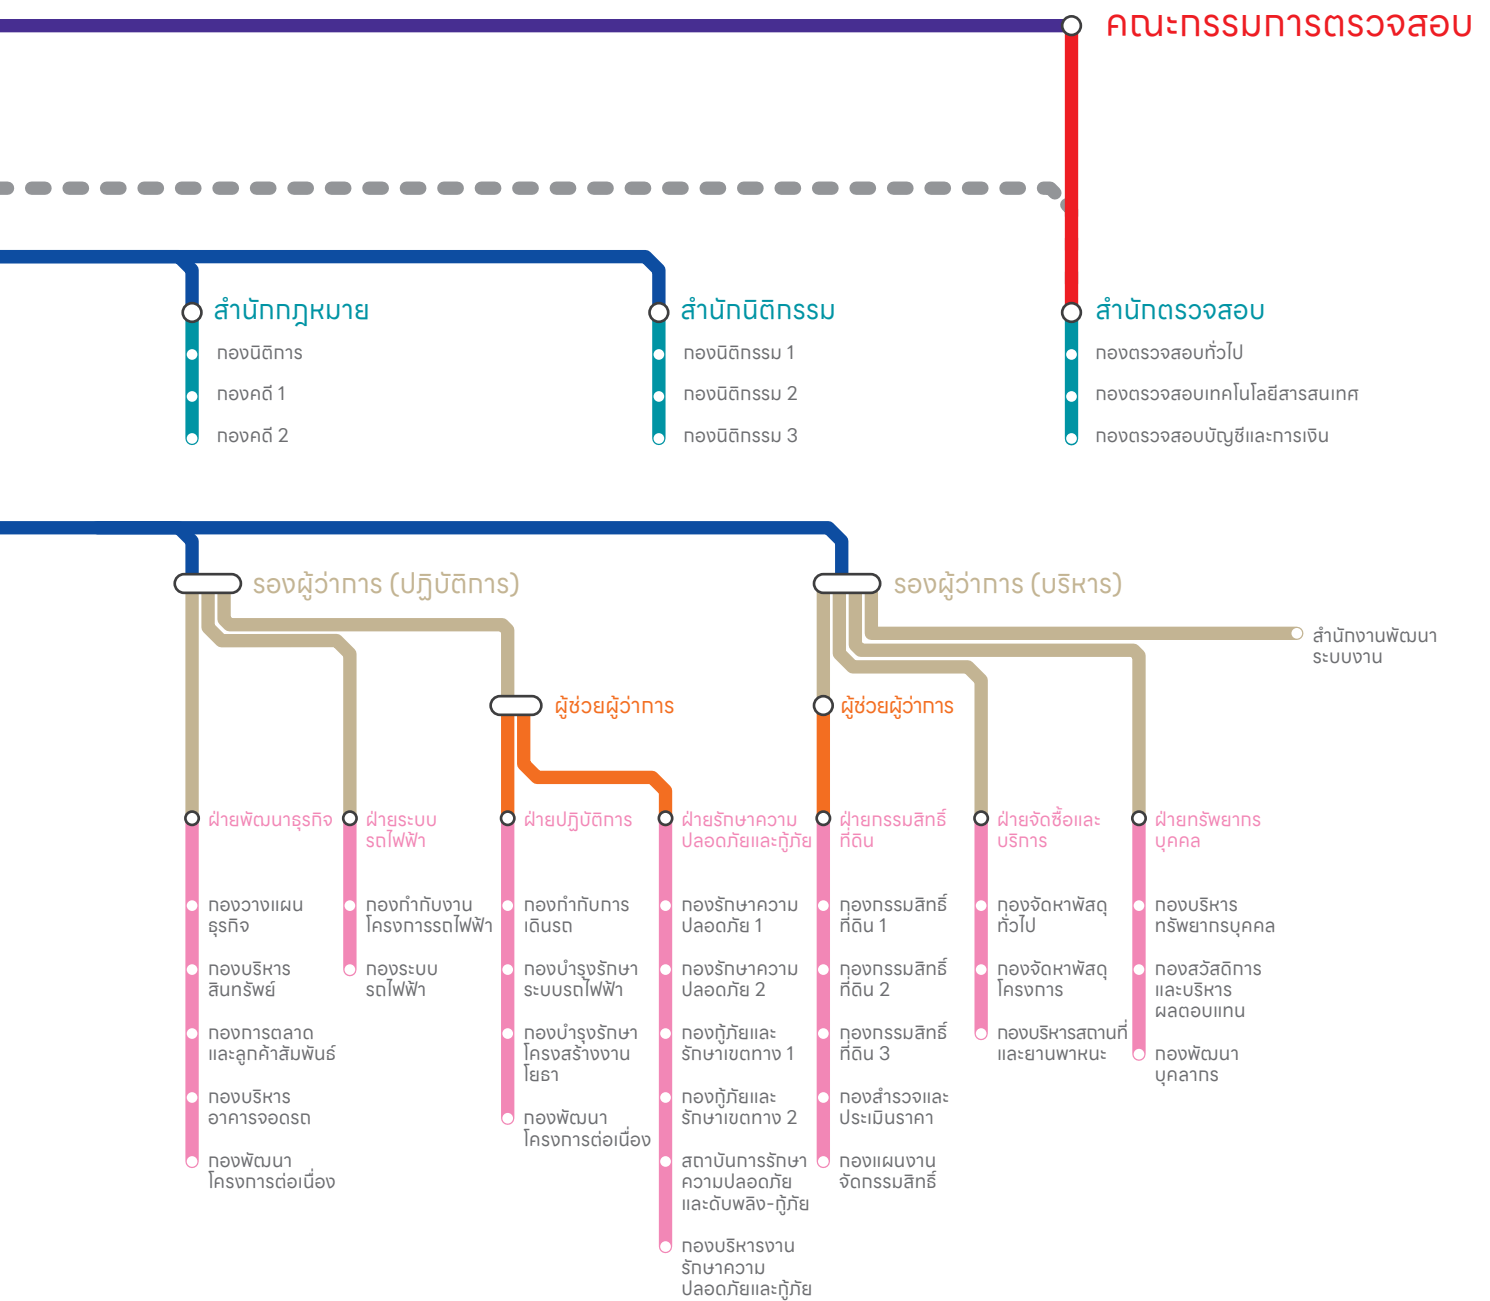 คณะกรรมการตรวจสอบ
สำนักกฎหมาย
กองนิติการ
กองคดี 1
กองคดี 2
สำนักนิติกรรม
กองนิติกรรม 1
กองนิติกรรม 2
กองนิติกรรม 3
สำนักตรวจสอบ
กองตรวจสอบทั่วไป
กองตรวจสอบเทคโนโลยีสารสนเทศ
กองตรวจสอบบัญชีและการเงิน
รองผู้ว่าการ (ปฏิบัติการ)
รองผู้ว่าการ (บริหาร)
สำนักงานพัฒนา
ระบบงาน
ผู้ช่วยผู้ว่าการ
ผู้ช่วยผู้ว่าการ
ฝ่ายพัฒนาธุรกิจ
กองวางแผน
ธุรกิจ
กองบริหาร
สินทรัพย์
กองการตลาด
และลูกค้าสัมพันธ์
กองบริหาร
อาคารจอดรถ
กองพัฒนา
โครงการต่อเนื่อง
ฝ่ายระบบ
รถไฟฟ้า
กองกำกับงาน
โครงการรถไฟฟ้า
กองระบบ
รถไฟฟ้า
ฝ่ายปฏิบัติการ
กองกำกับการ
เดินรถ
กองบำรุงรักษา
ระบบรถไฟฟ้า
กองบำรุงรักษา
โครงสร้างงาน
โยธา
กองพัฒนา
โครงการต่อเนื่อง
ฝ่ายรักษาความ
ปลอดภัยและกู้ภัย
กองรักษาความ
ปลอดภัย 1
กองรักษาความ
ปลอดภัย 2
กองกู้ภัยและ
รักษาเขตทาง 1
กองกู้ภัยและ
รักษาเขตทาง 2
สถาบันการรักษา
ความปลอดภัย
และดับพลิง-กู้ภัย
กองบริหารงาน
รักษาความ
ปลอดภัยและกู้ภัย
ฝ่ายกรรมสิทธิ์
ที่ดิน
กองกรรมสิทธิ์
ที่ดิน 1
กองกรรมสิทธิ์
ที่ดิน 2
กองกรรมสิทธิ์
ที่ดิน 3
กองสำรวจและ
ประเมินราคา
กองแผนงาน
จัดกรรมสิทธิ์
ฝ่ายจัดซื้อและ
บริการ
กองจัดหาพัสดุ
ทั่วไป
กองจัดหาพัสดุ
โครงการ
กองบริหารสถานที่
และยานพาหนะ
ฝ่ายทรัพยากร
บุคคล
กองบริหาร
ทรัพยากรบุคคล
กองสวัสดิการ
และบริหาร
ผลตอบแทน
กองพัฒนา
บุคลากร